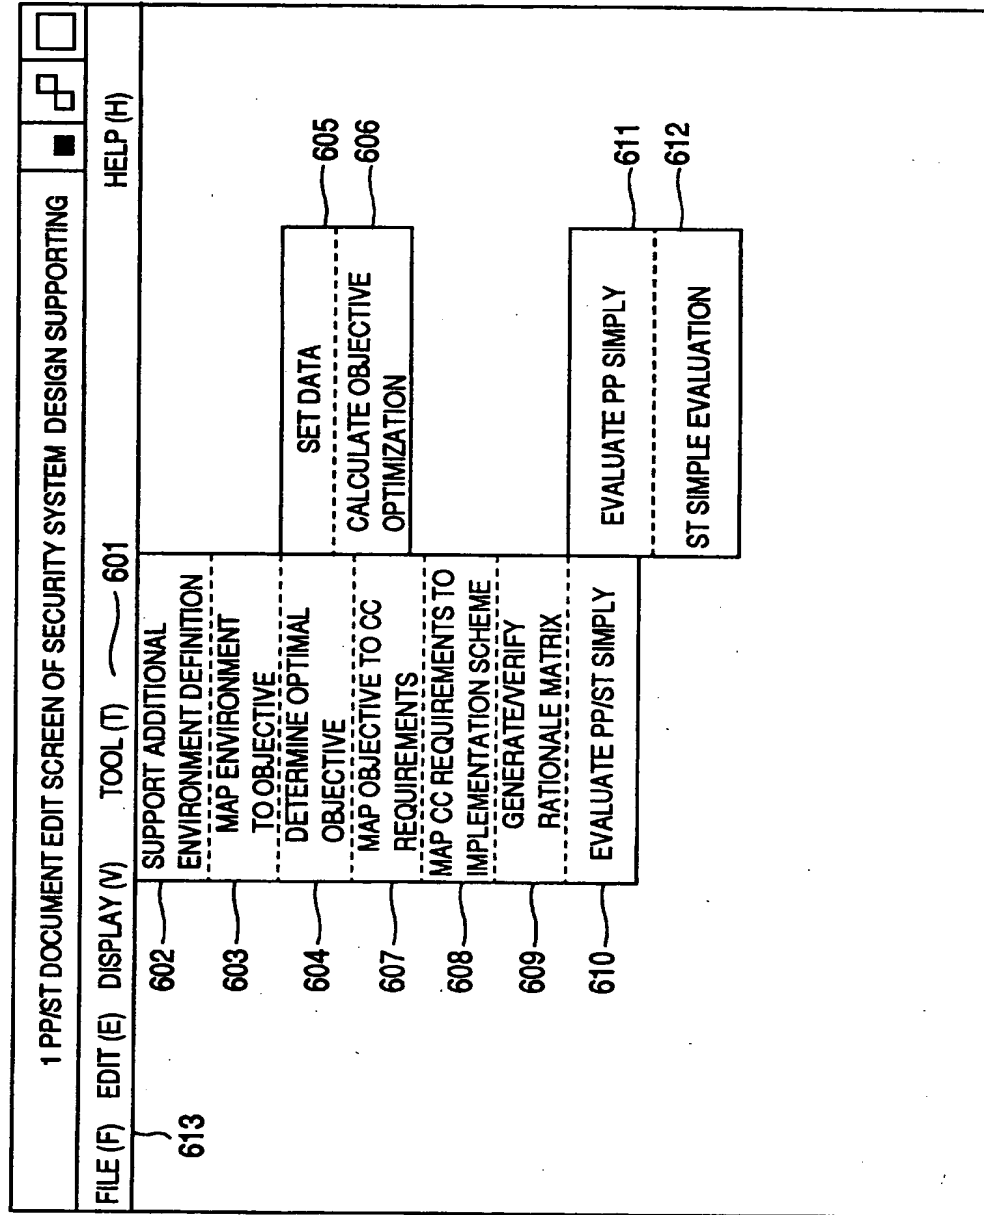 1 PP/ST DOCUMENT EDIT SCREEN OF SECURITY SYSTEM DESIGN SUPPORTING
FILE (F) EDIT (E) DISPLAY (V) TOOL (T) 601 HELP (H)
613
602
SUPPORT ADDITIONAL
ENVIRONMENT DEFINITION
603
MAP ENVIRONMENT
TO OBJECTIVE
604
DETERMINE OPTIMAL
OBJECTIVE
SET DATA
605
CALCULATE OBJECTIVE
OPTIMIZATION
606
607
MAP OBJECTIVE TO CC
REQUIREMENTS
608
MAP CC REQUIREMENTS TO
IMPLEMENTATION SCHEME
609
GENERATE/VERIFY
RATIONALE MATRIX
610
EVALUATE PP/ST SIMPLY
EVALUATE PP SIMPLY
611
ST SIMPLE EVALUATION
612